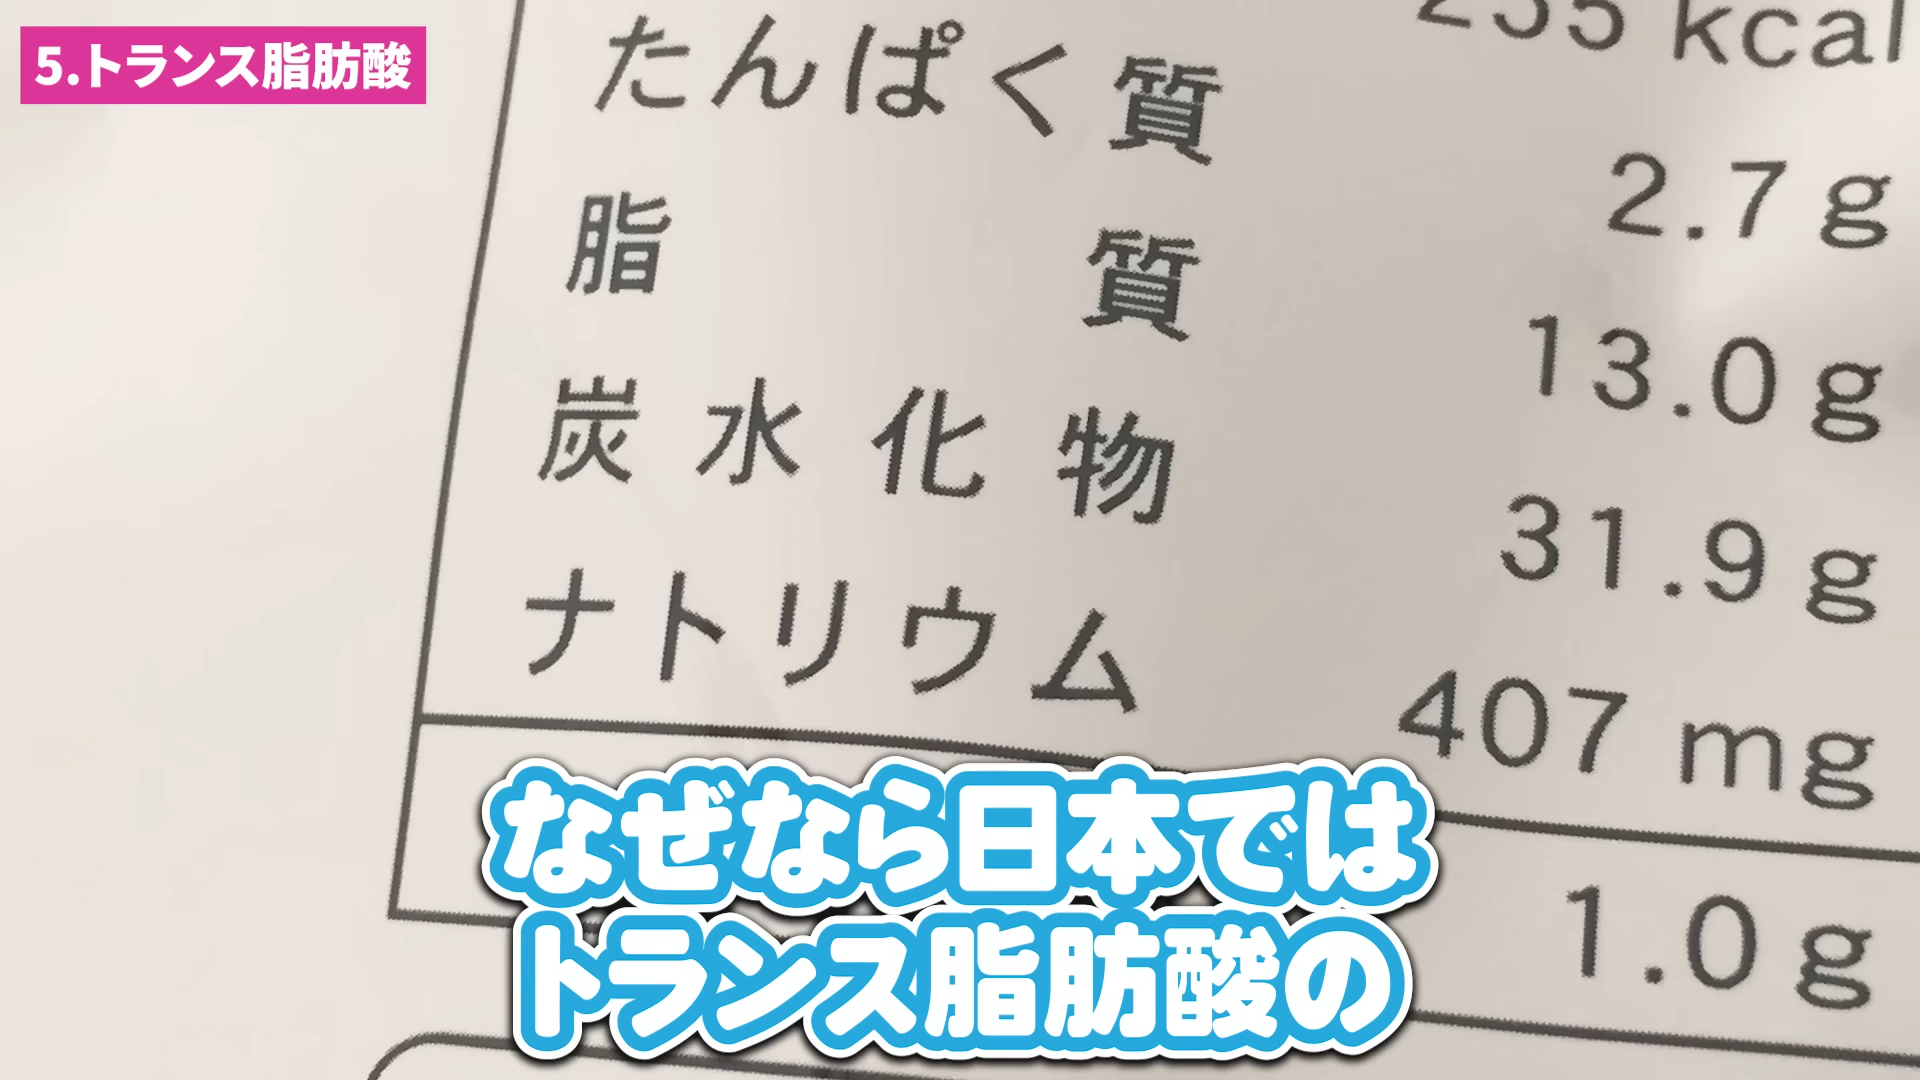 5.トランス脂肪酸
kcal
たんぱく質 2.7g
脂質 13.0g
炭水化物 31.9g
ナトリウム 407mg
1.0g
なぜなら日本では
トランス脂肪酸の